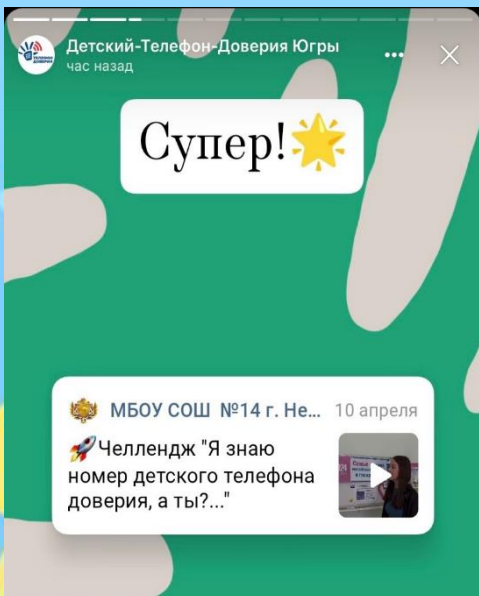 Детский-Телефон-Доверия Югры
час назад
Супер!
МБОУ СОШ №14 г. Не... 10 апреля
Челлендж "Я знаю
номер детского телефона
доверия, а ты?..."